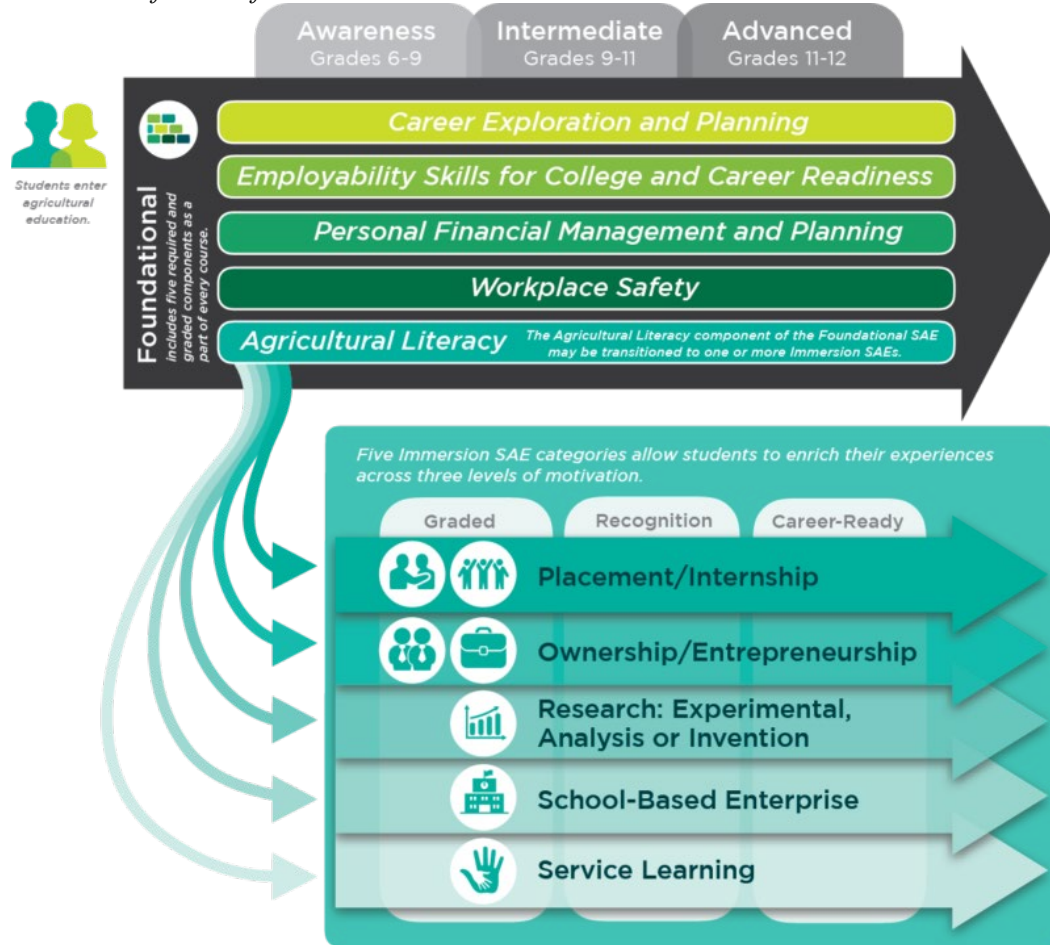 Awareness
Grades 6-9
Intermediate
Grades 9-11
Advanced
Grades 11-12
Students enter
agricultural
education.
Foundational
includes five required and
graded components as a
part of every course.
Career Exploration and Planning
Employability Skills for College and Career Readiness
Personal Financial Management and Planning
Workplace Safety
Agricultural Literacy
The Agricultural Literacy component of the Foundational SAE
may be transitioned to one or more Immersion SAEs.
Five Immersion SAE categories allow students to enrich their experiences
across three levels of motivation.
Graded
Recognition
Career-Ready
Placement/Internship
Ownership/Entrepreneurship
Research: Experimental,
Analysis or Invention
School-Based Enterprise
Service Learning